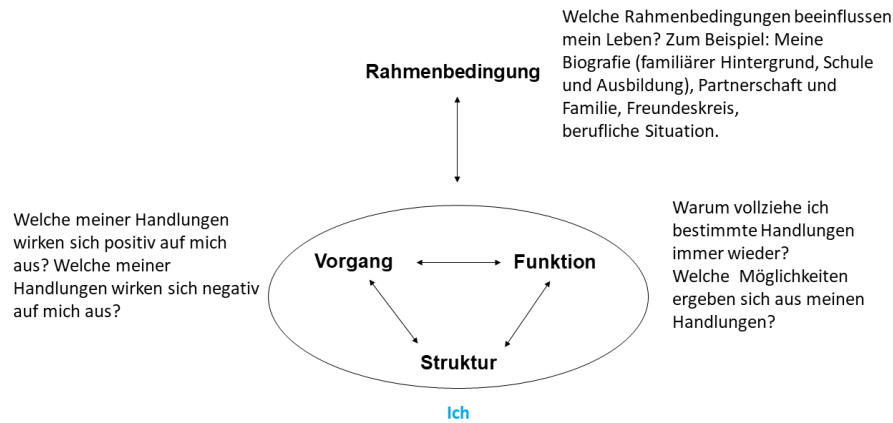 Welche Rahmenbedingungen beeinflussen
mein Leben? Zum Beispiel: Meine
Biografie (familiärer Hintergrund, Schule
und Ausbildung), Partnerschaft und
Familie, Freundeskreis,
berufliche Situation.
Rahmenbedingung
Welche meiner Handlungen
wirken sich positiv auf mich
aus? Welche meiner
Handlungen wirken sich negativ
auf mich aus?
Vorgang
Funktion
Struktur
Warum vollziehe ich
bestimmte Handlungen
immer wieder?
Welche Möglichkeiten
ergeben sich aus meinen
Handlungen?
Ich